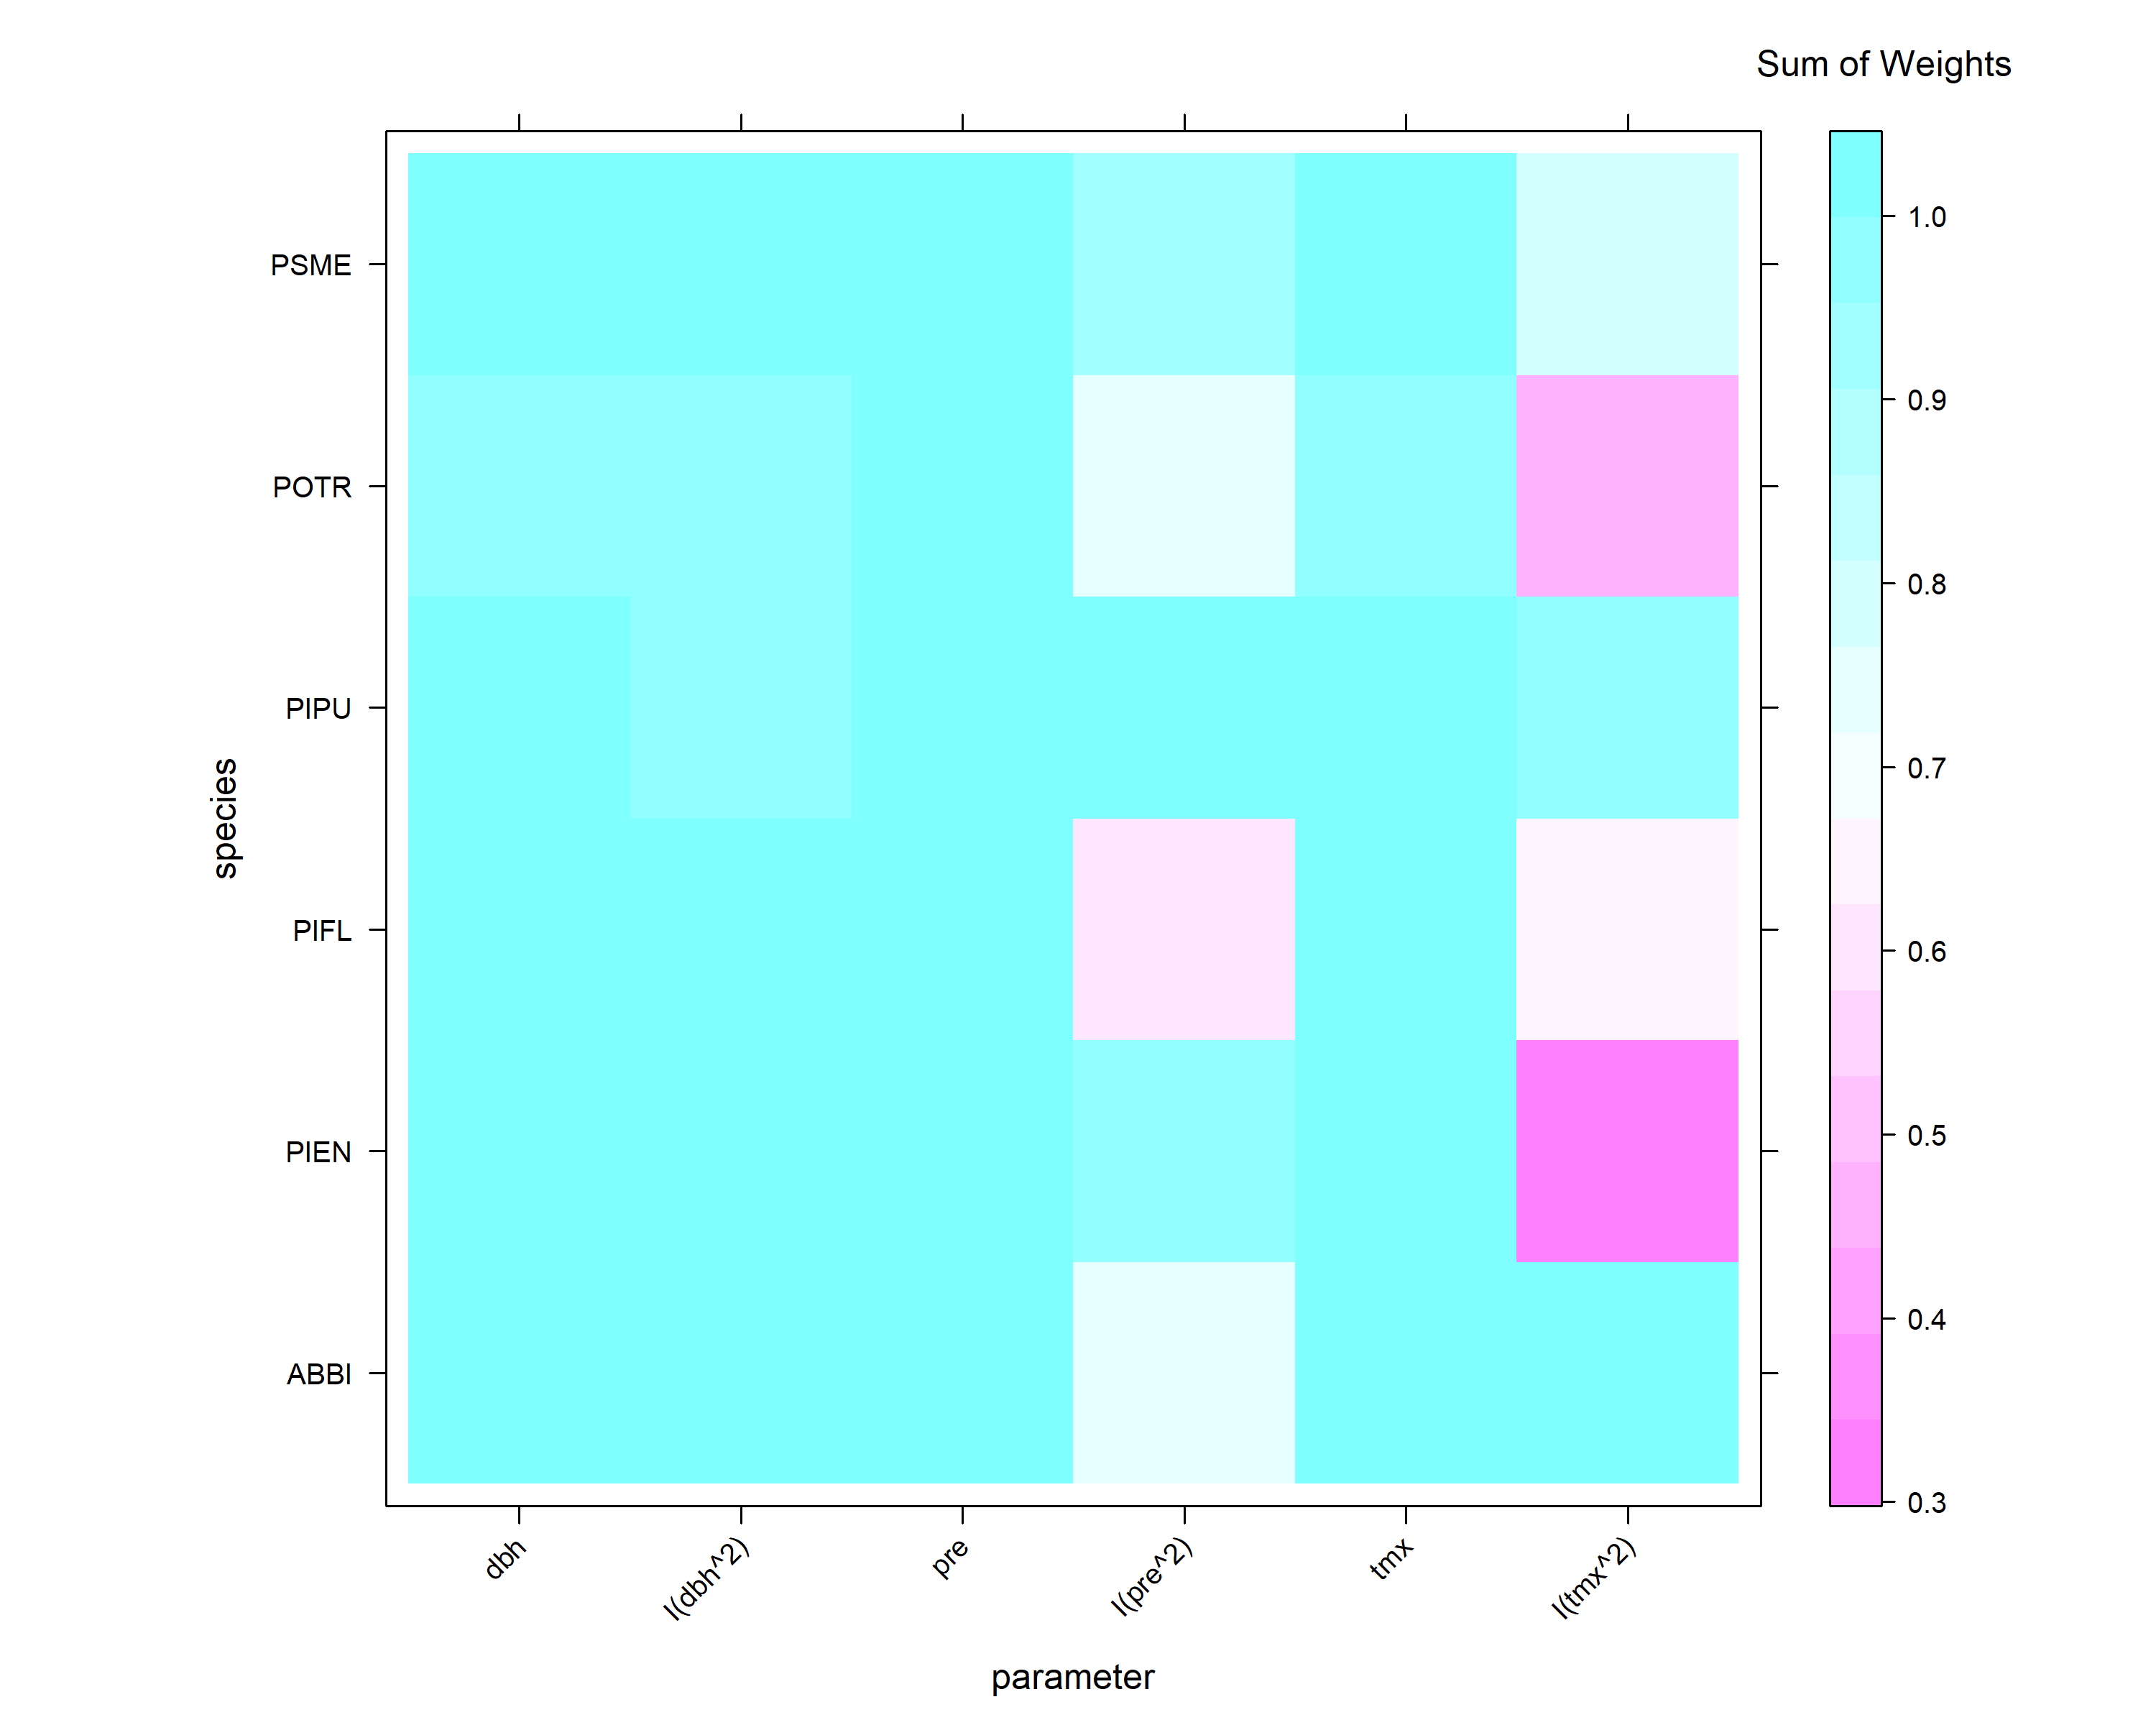 Sum of Weights
PSME
POTR
PIPU
PIFL
PIEN
ABBI
species
dbh
I(dbh^2)
pre
I(pre^2)
tmx
I(tmx^2)
parameter
1.0
0.9
0.8
0.7
0.6
0.5
0.4
0.3